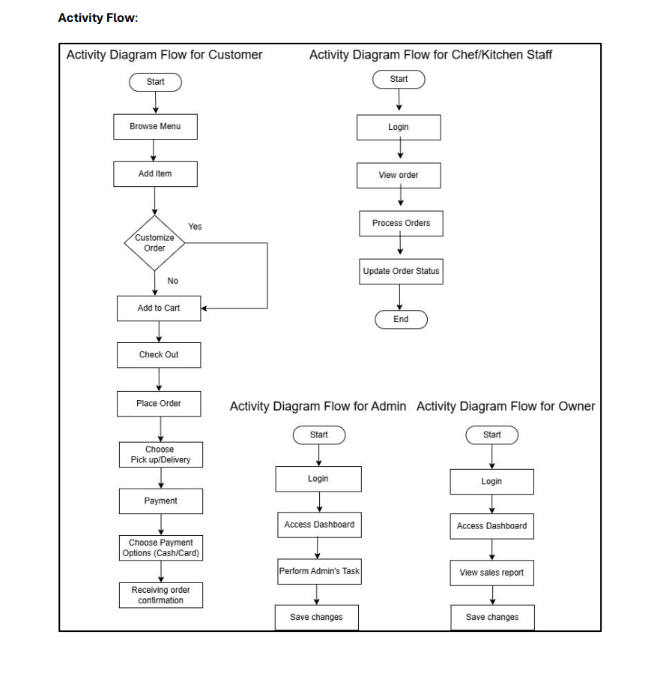 Activity Flow:
Activity Diagram Flow for Customer
Start
Browse Menu
Add Item
Customize
Order
Yes
No
Add to Cart
Check Out
Place Order
Choose
Pick up/Delivery
Payment
Choose Payment
Options (Cash/Card)
Receiving order
confirmation
Activity Diagram Flow for Chef/Kitchen Staff
Start
Login
View order
Process Orders
Update Order Status
End
Activity Diagram Flow for Admin
Start
Login
Access Dashboard
Perform Admin's Task
Save changes
Activity Diagram Flow for Owner
Start
Login
Access Dashboard
View sales report
Save changes